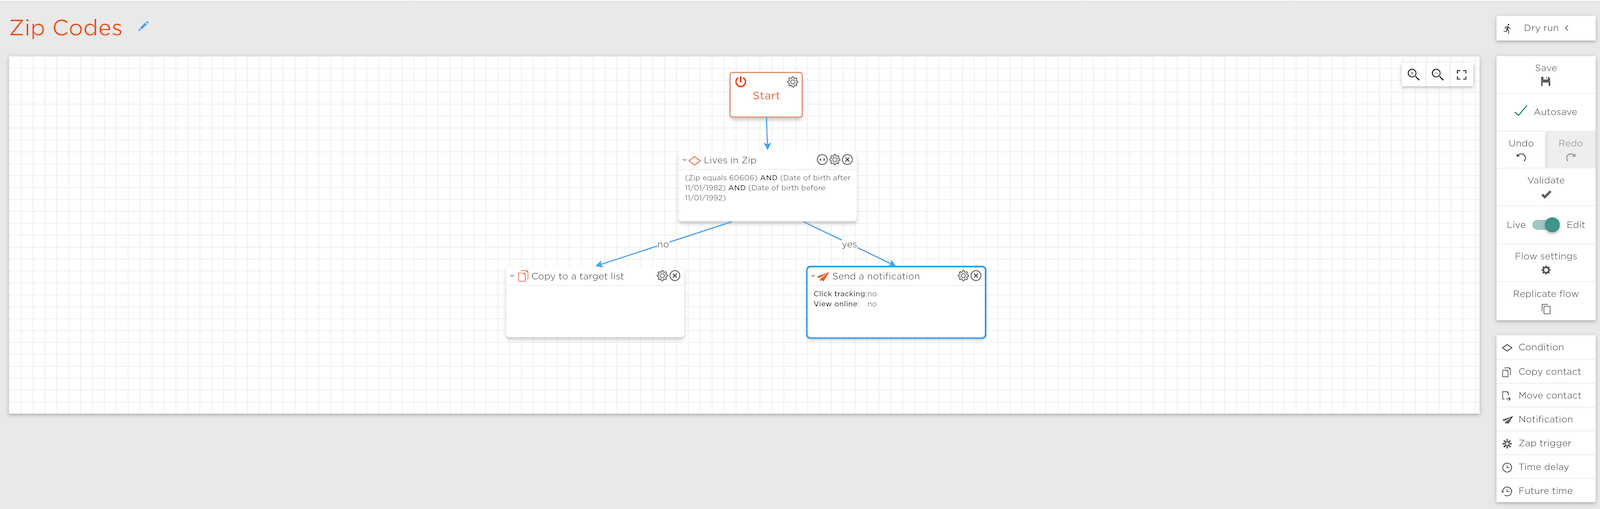 Zip Codes
Dry run
Start
Save
Autosave
Undo
Redo
Lives in Zip
(Zip equals 60606) AND (Date of birth after
11/01/1982) AND (Date of birth before
11/01/1992)
Validate
Live
Edit
no
yes
Flow settings
Copy to a target list
Send a notification
Click tracking: no
View online: no
Replicate flow
Condition
Copy contact
Move contact
Notification
Zap trigger
Time delay
Future time